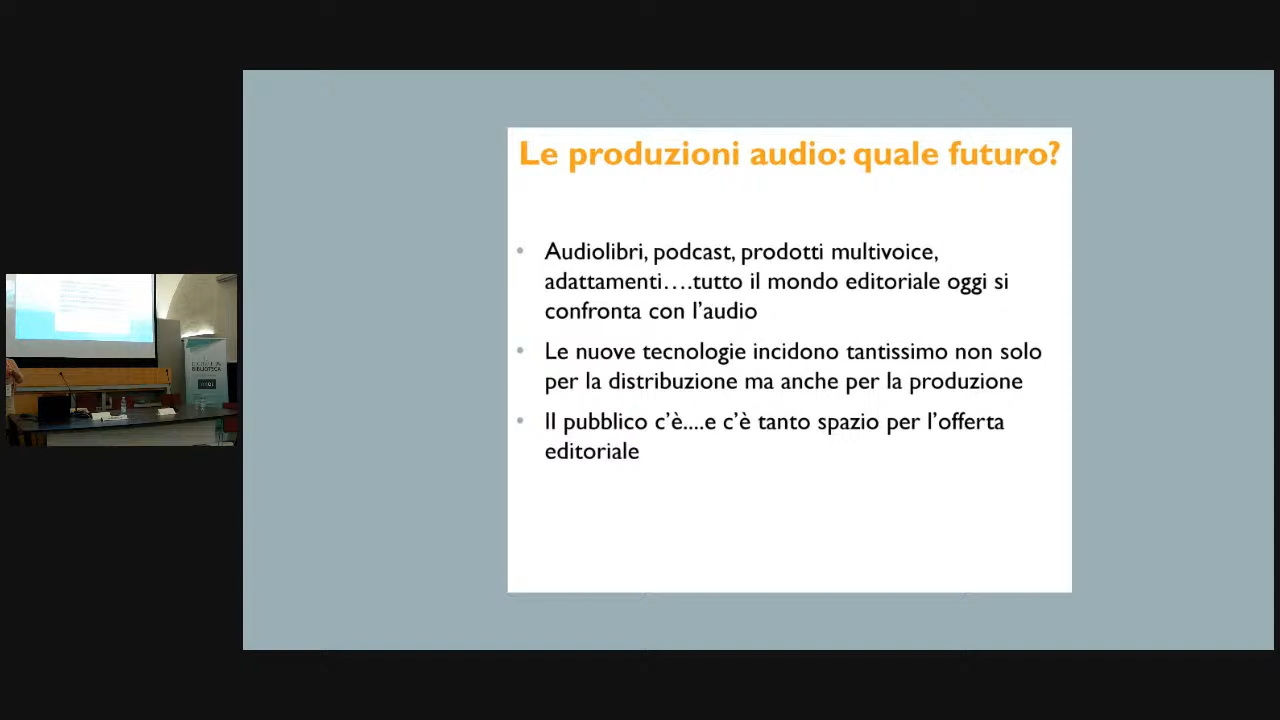 Le produzioni audio: quale futuro?
Audiolibri, podcast, prodotti multivoice,
adattamenti....tutto il mondo editoriale oggi si
confronta con l’audio
Le nuove tecnologie incidono tantissimo non solo
per la distribuzione ma anche per la produzione
Il pubblico c’è....e c’è tanto spazio per l’offerta
editoriale
BIBLIOTECA